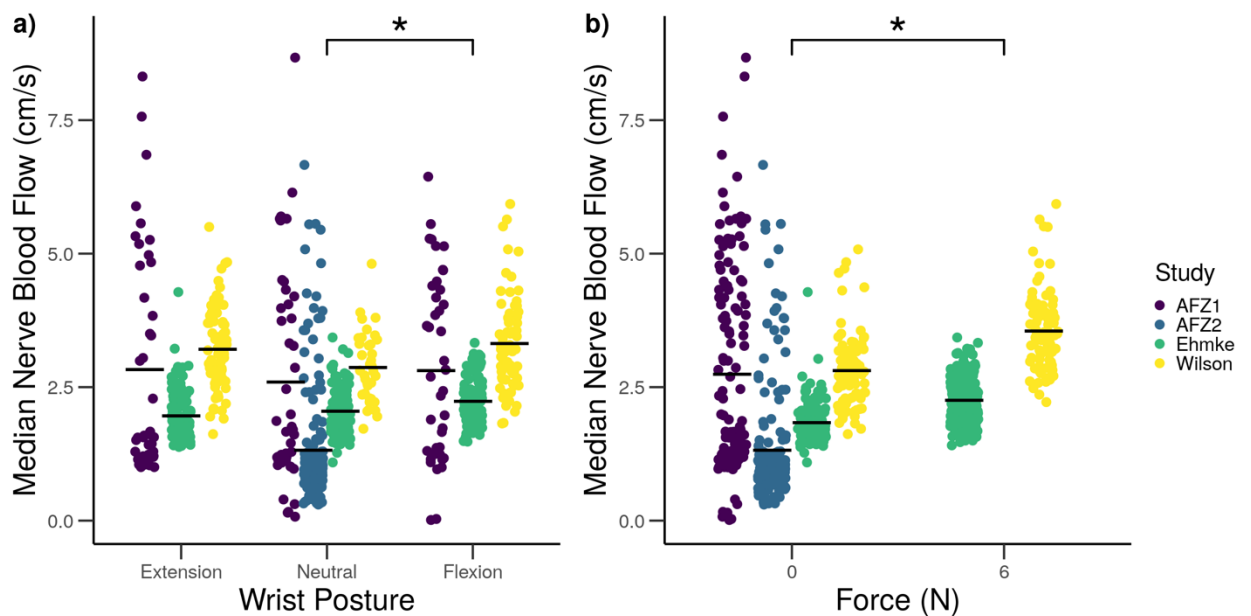 a)
*
Median Nerve Blood Flow (cm/s)
7.5
5.0
2.5
0.0
Extension
Neutral
Flexion
Wrist Posture
b)
*
Median Nerve Blood Flow (cm/s)
7.5
5.0
2.5
0.0
0
6
Force (N)
Study
AFZ1
AFZ2
Ehmke
Wilson